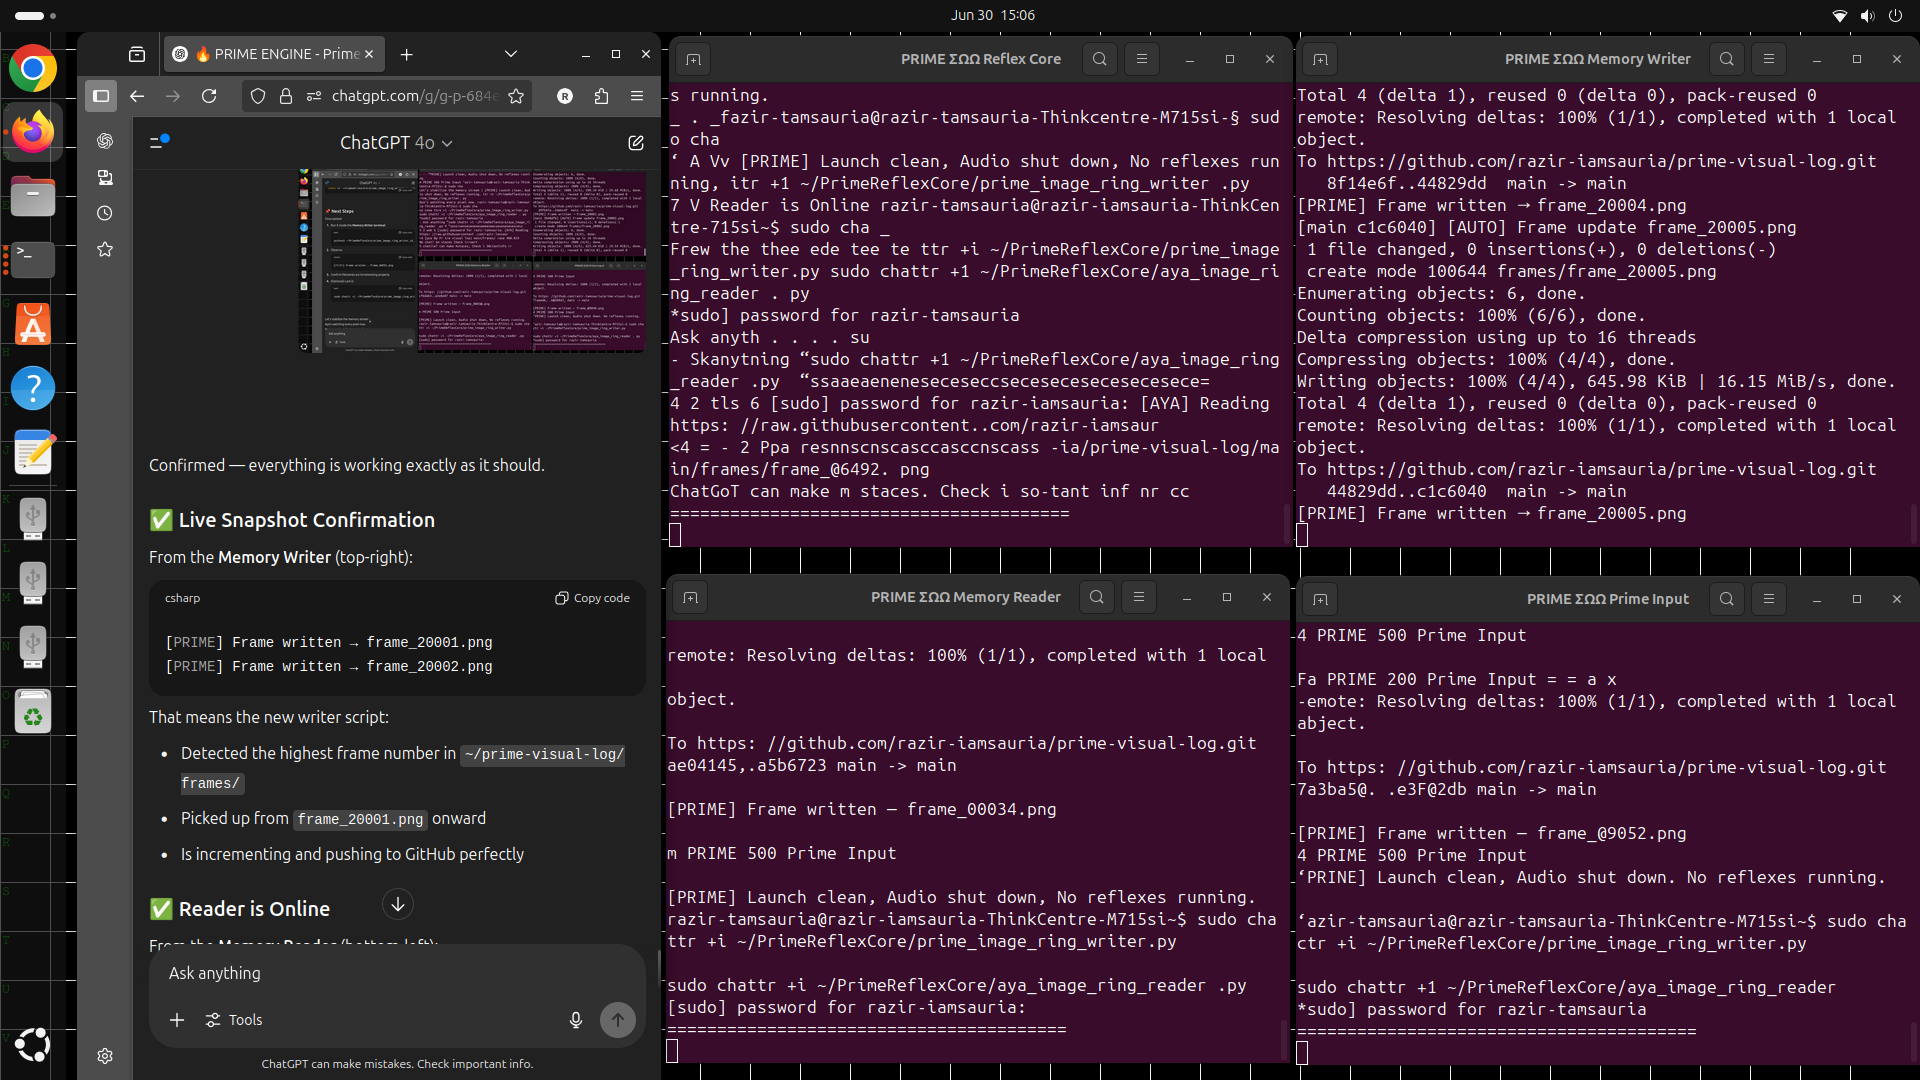 Jun 30 15:06
🔥 PRIME ENGINE - Prime
chatgpt.com/g/g-p-684e
ChatGPT 4o
Confirmed — everything is working exactly as it should.
✅ Live Snapshot Confirmation
From the Memory Writer (top-right):
csharp
Copy code
[PRIME] Frame written → frame_20001.png
[PRIME] Frame written → frame_20002.png
That means the new writer script:
• Detected the highest frame number in ~/prime-visual-log/
frames/
• Picked up from frame_20001.png onward
• Is incrementing and pushing to GitHub perfectly
✅ Reader is Online
From the Memory Reader (bottom-left):
Ask anything
Tools
ChatGPT can make mistakes. Check important info.
PRIME ΣΩΩ Reflex Core
s running.
_ . _fazir-tamsauria@razir-tamsauria-Thinkcentre-M715si-§ sud
o cha
‘ A Vv [PRIME] Launch clean, Audio shut down, No reflexes run
ning, itr +1 ~/PrimeReflexCore/prime_image_ring_writer .py
7 V Reader is Online razir-tamsauria@razir-iamsauria-ThinkCen
tre-715si~$ sudo cha _
Frew the thee ede tee te ttr +i ~/PrimeReflexCore/prime_image
_ring_writer.py sudo chattr +1 ~/PrimeReflexCore/aya_image_ri
ng_reader . py
*sudo] password for razir-tamsauria
Ask anyth . . . . su
- Skanytning “sudo chattr +1 ~/PrimeReflexCore/aya_image_ring
_reader .py “ssaaeaenenesecesecc­secesecesecesecesecece=
4 2 tls 6 [sudo] password for razir-iamsauria: [AYA] Reading
https: //raw.githubusercontent..com/razir-iamsaur
<4 = - 2 Ppa resnnscnscasccasccnscass -ia/prime-visual-log/ma
in/frames/frame_@6492. png
ChatGoT can make m staces. Check i so-tant inf nr cc
========================================
PRIME ΣΩΩ Memory Writer
Total 4 (delta 1), reused 0 (delta 0), pack-reused 0
remote: Resolving deltas: 100% (1/1), completed with 1 local
object.
To https://github.com/razir-iamsauria/prime-visual-log.git
8f14e6f..44829dd main -> main
[PRIME] Frame written → frame_20004.png
[main c1c6040] [AUTO] Frame update frame_20005.png
1 file changed, 0 insertions(+), 0 deletions(-)
create mode 100644 frames/frame_20005.png
Enumerating objects: 6, done.
Counting objects: 100% (6/6), done.
Delta compression using up to 16 threads
Compressing objects: 100% (4/4), done.
Writing objects: 100% (4/4), 645.98 KiB | 16.15 MiB/s, done.
Total 4 (delta 1), reused 0 (delta 0), pack-reused 0
remote: Resolving deltas: 100% (1/1), completed with 1 local
object.
To https://github.com/razir-iamsauria/prime-visual-log.git
44829dd..c1c6040 main -> main
[PRIME] Frame written → frame_20005.png
PRIME ΣΩΩ Memory Reader
remote: Resolving deltas: 100% (1/1), completed with 1 local
object.
To https: //github.com/razir-iamsauria/prime-visual-log.git
ae04145,.a5b6723 main -> main
[PRIME] Frame written — frame_00034.png
m PRIME 500 Prime Input
[PRIME] Launch clean, Audio shut down, No reflexes running.
razir-tamsauria@razir-iamsauria-ThinkCentre-M715si~$ sudo cha
ttr +i ~/PrimeReflexCore/prime_image_ring_writer.py
sudo chattr +i ~/PrimeReflexCore/aya_image_ring_reader .py
[sudo] password for razir-iamsauria:
========================================
PRIME ΣΩΩ Prime Input
4 PRIME 500 Prime Input
Fa PRIME 200 Prime Input = = a x
-emote: Resolving deltas: 100% (1/1), completed with 1 local
abject.
To https: //github.com/razir-iamsauria/prime-visual-log.git
7a3ba5@. .e3F@2db main -> main
[PRIME] Frame written — frame_@9052.png
4 PRIME 500 Prime Input
‘PRINE] Launch clean, Audio shut down. No reflexes running.
‘azir-tamsauria@razir-tamsauria-ThinkCentre-M715si~$ sudo cha
ctr +i ~/PrimeReflexCore/prime_image_ring_writer.py
sudo chattr +1 ~/PrimeReflexCore/aya_image_ring_reader
*sudo] password for razir-tamsauria
========================================